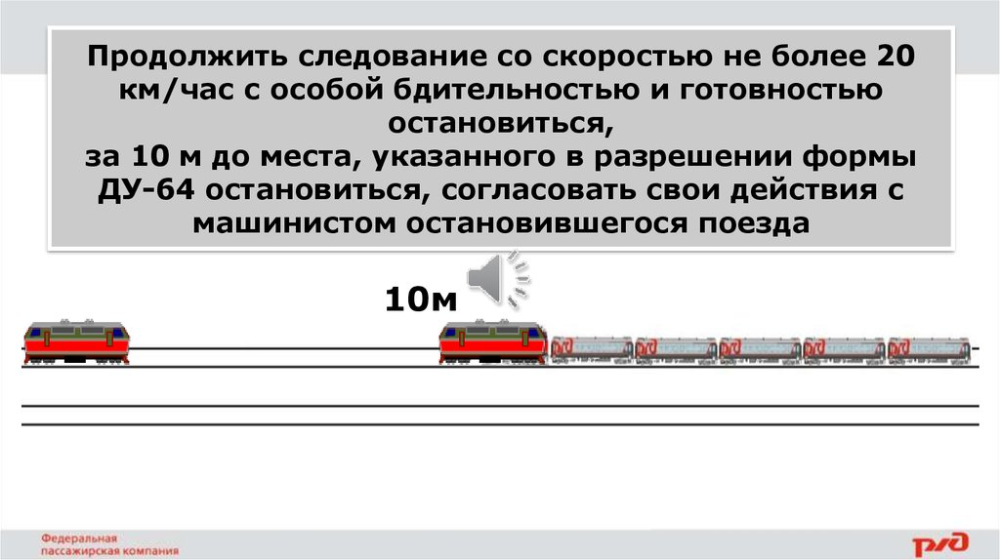 Продолжить следование со скоростью не более 20
км/час с особой бдительностью и готовностью
остановиться,
за 10 м до места, указанного в разрешении формы
ДУ-64 остановиться, согласовать свои действия с
машинистом остановившегося поезда
10м
Федеральная
пассажирская компания
ржд